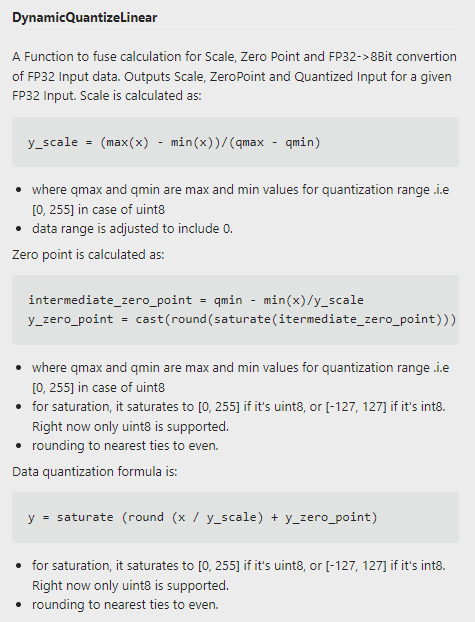 DynamicQuantizeLinear
A Function to fuse calculation for Scale, Zero Point and FP32->8Bit convertion
of FP32 Input data. Outputs Scale, ZeroPoint and Quantized Input for a given
FP32 Input. Scale is calculated as:
y_scale = (max(x) - min(x))/(qmax - qmin)
• where qmax and qmin are max and min values for quantization range .i.e
[0, 255] in case of uint8
• data range is adjusted to include 0.
Zero point is calculated as:
intermediate_zero_point = qmin - min(x)/y_scale
y_zero_point = cast(round(saturate(itermediate_zero_point)))
• where qmax and qmin are max and min values for quantization range .i.e
[0, 255] in case of uint8
• for saturation, it saturates to [0, 255] if it's uint8, or [-127, 127] if it's int8.
Right now only uint8 is supported.
• rounding to nearest ties to even.
Data quantization formula is:
y = saturate (round (x / y_scale) + y_zero_point)
• for saturation, it saturates to [0, 255] if it's uint8, or [-127, 127] if it's int8.
Right now only uint8 is supported.
• rounding to nearest ties to even.